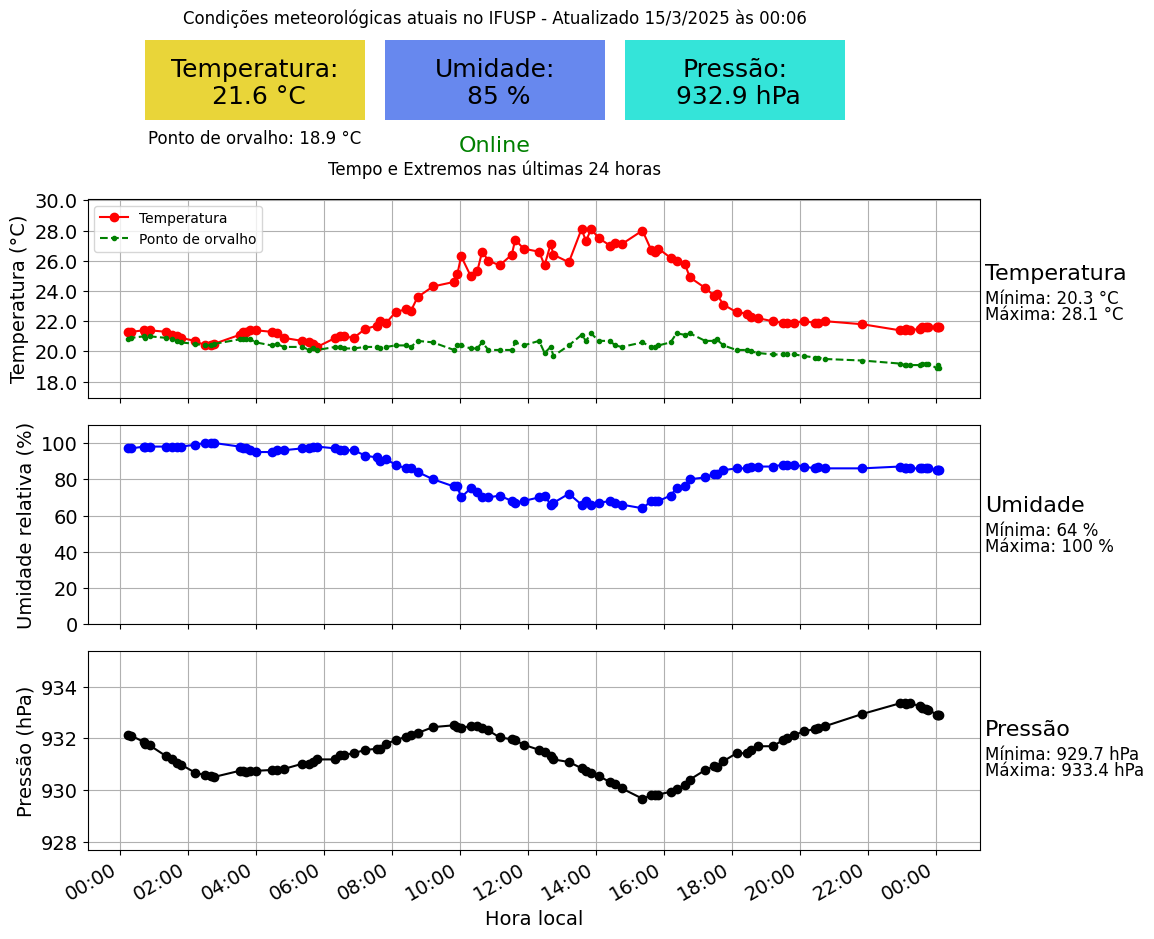 Condições meteorológicas atuais no IFUSP - Atualizado 15/3/2025 às 00:06
Temperatura:
21.6 °C
Umidade:
85 %
Pressão:
932.9 hPa
Ponto de orvalho: 18.9 °C
Online
Tempo e Extremos nas últimas 24 horas
Temperatura (°C)
30.0
28.0
26.0
24.0
22.0
20.0
18.0
Temperatura
Ponto de orvalho
Temperatura
Mínima: 20.3 °C
Máxima: 28.1 °C
Umidade relativa (%)
100
80
60
40
20
0
Umidade
Mínima: 64 %
Máxima: 100 %
Pressão (hPa)
934
932
930
928
Pressão
Mínima: 929.7 hPa
Máxima: 933.4 hPa
00:00 02:00 04:00 06:00 08:00 10:00 12:00 14:00 16:00 18:00 20:00 22:00 00:00
Hora local